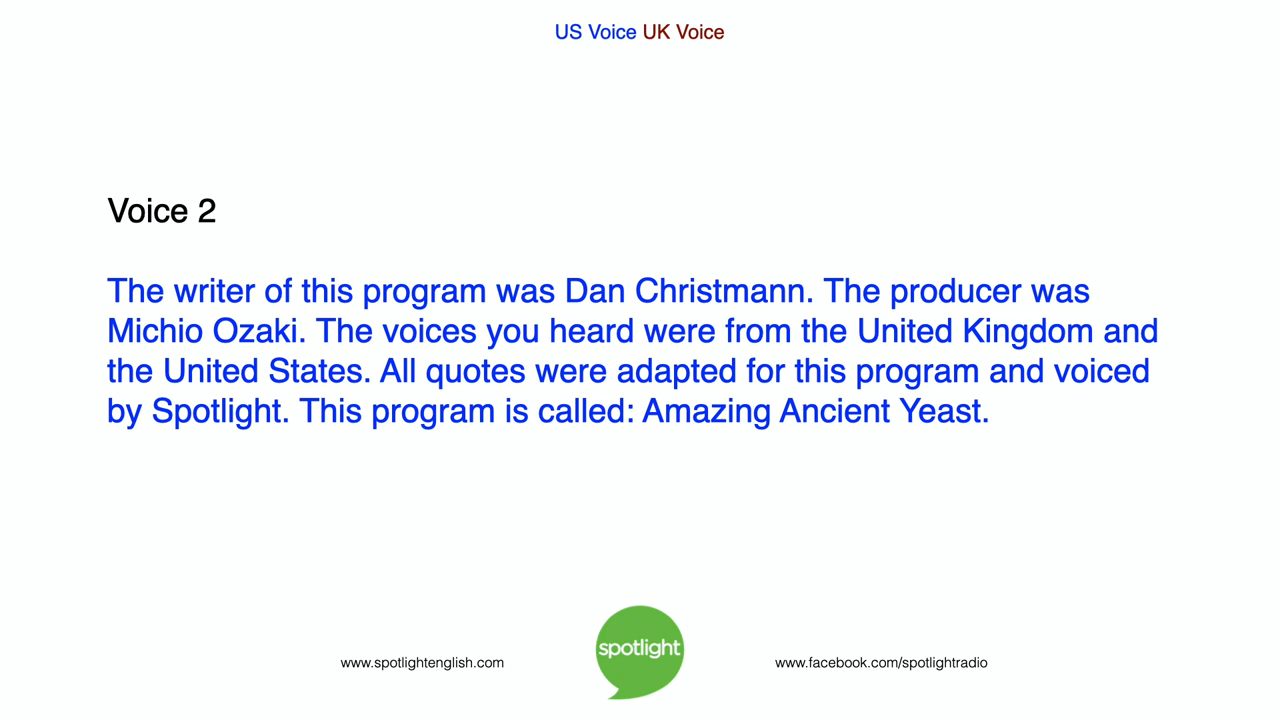 US Voice UK Voice
Voice 2
The writer of this program was Dan Christmann. The producer was
Michio Ozaki. The voices you heard were from the United Kingdom and
the United States. All quotes were adapted for this program and voiced
by Spotlight. This program is called: Amazing Ancient Yeast.
www.spotlightenglish.com
spotlight
www.facebook.com/spotlightradio